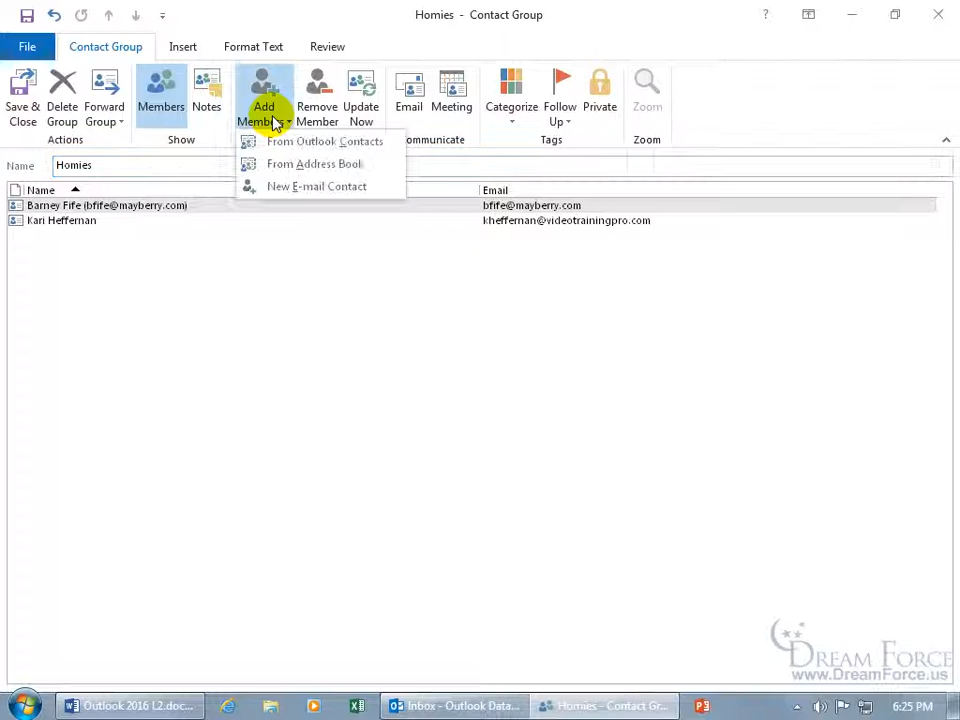 Homies - Contact Group
?
File
Contact Group
Insert
Format Text
Review
Save & Close
Delete Group
Forward Group
Members
Notes
Add Members
Remove Member
Update Now
Email
Meeting
Categorize
Follow Up
Private
Zoom
Actions
Show
ommunicate
Tags
Zoom
From Outlook Contacts
From Address Book
New E-mail Contact
Name
Homies
Name
Email
Barney Fife (bfife@mayberry.com)
bfife@mayberry.com
Kari Heffernan
kheffernan@videotrainingpro.com
DREAM FORCE
www.DreamForce.us
Outlook 2016 L2.doc...
Inbox - Outlook Data...
Homies - Contact Gr...
6:25 PM